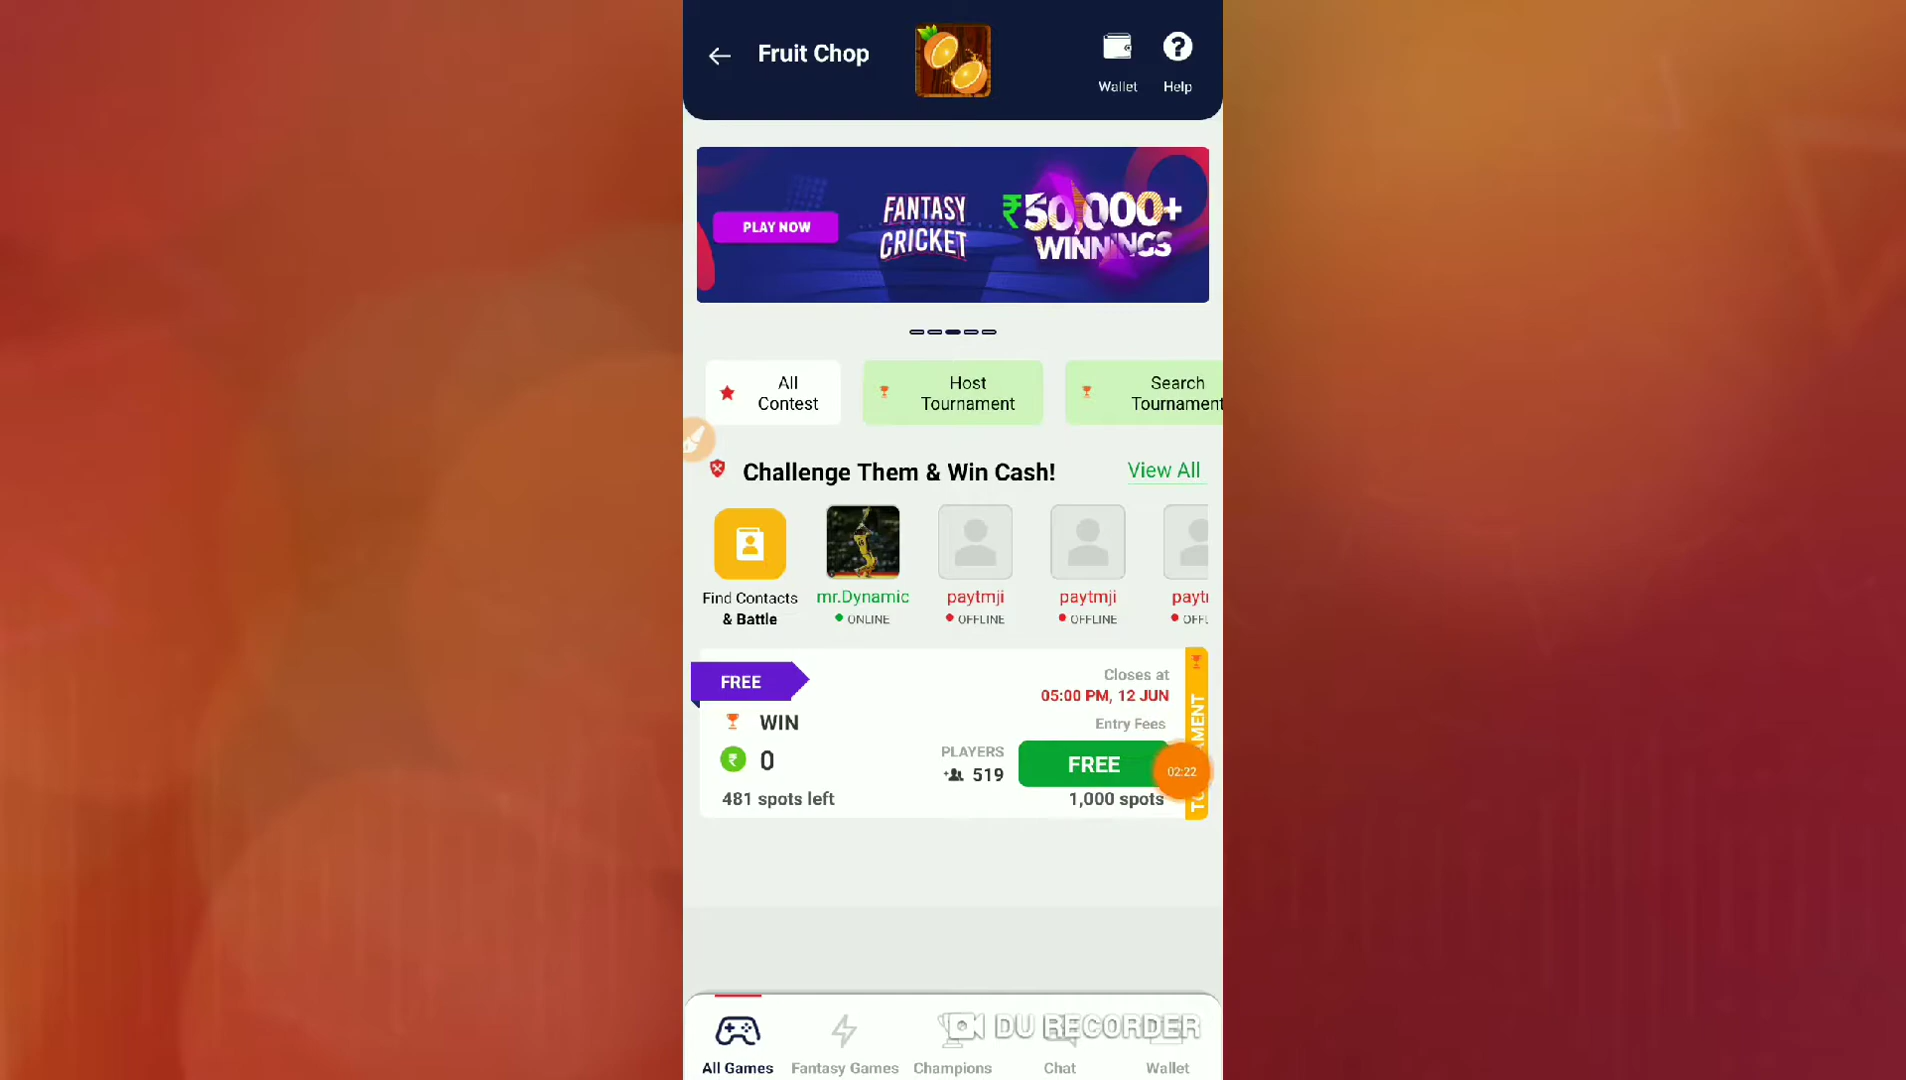 Fruit Chop
Wallet
Help
PLAY NOW
FANTASY
CRICKET
₹50,000+
WINNINGS
All
Contest
Host
Tournament
Search
Tournament
Challenge Them & Win Cash!
View All
Find Contacts
& Battle
mr.Dynamic
ONLINE
paytmji
OFFLINE
paytmji
OFFLINE
FREE
WIN
₹ 0
481 spots left
Closes at
05:00 PM, 12 JUN
Entry Fees
PLAYERS
519
FREE
1,000 spots
02:22
DU RECORDER
All Games
Fantasy Games
Champions
Chat
Wallet